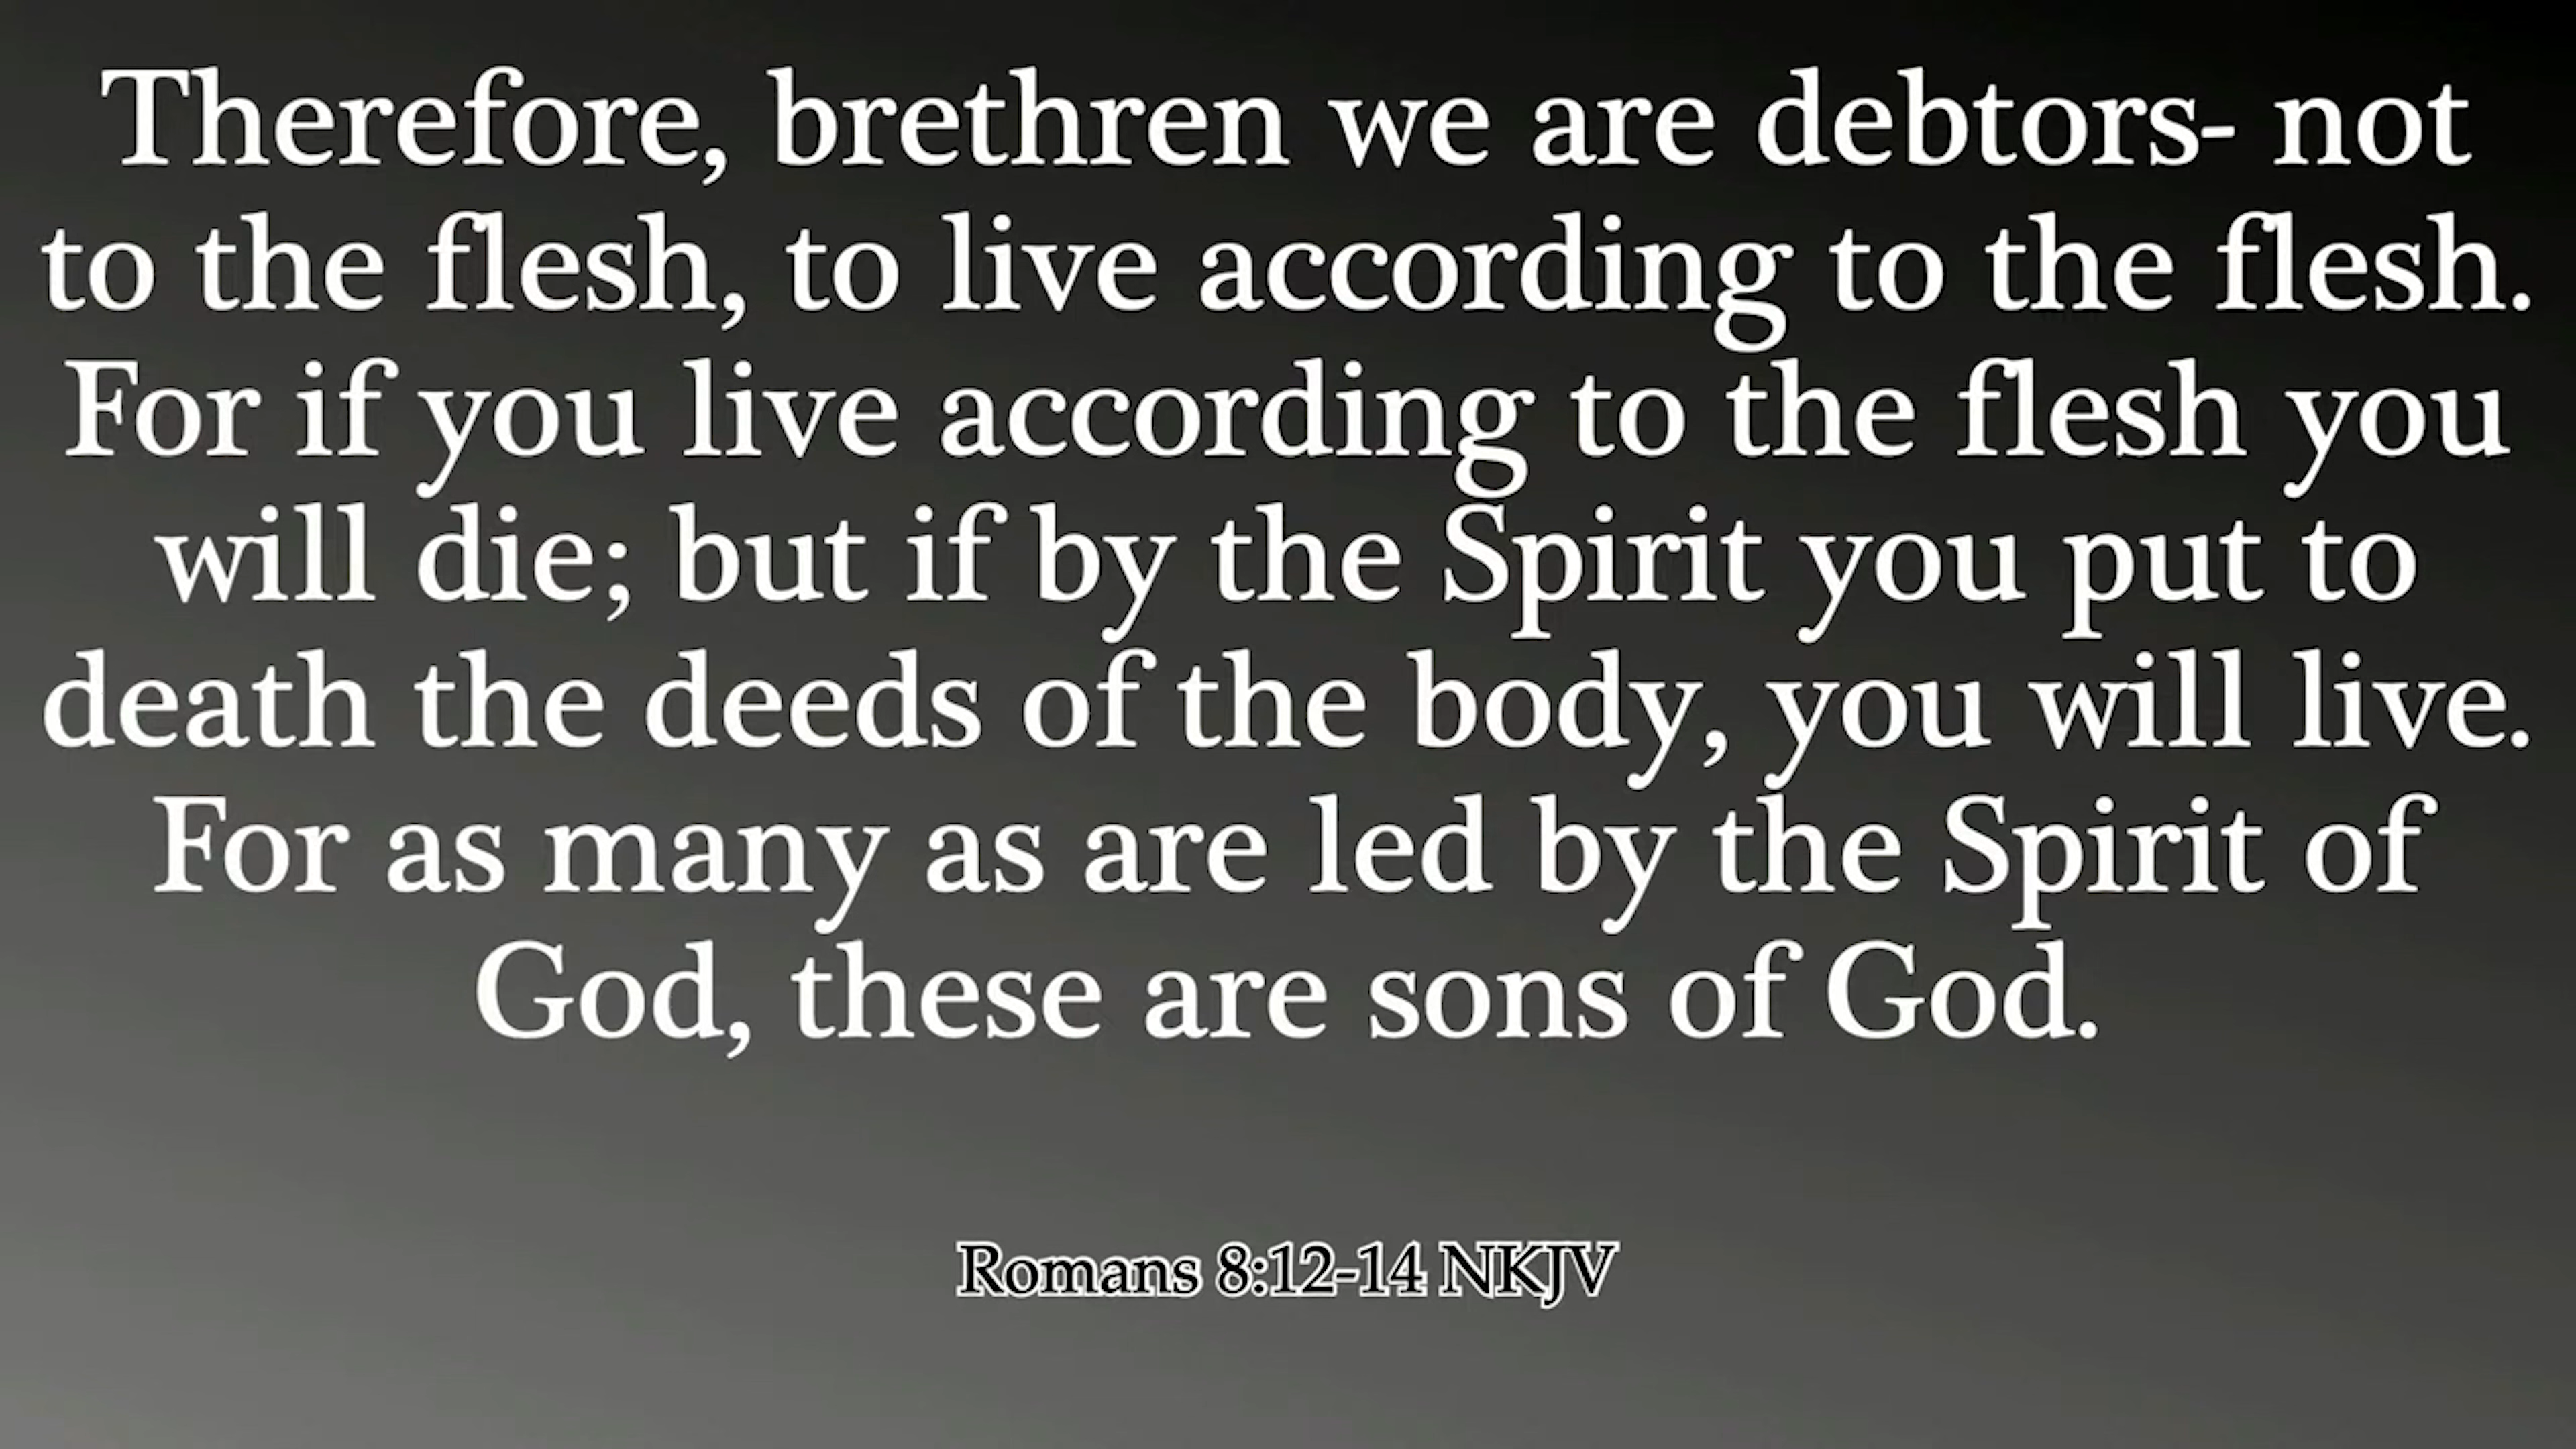 Therefore, brethren we are debtors- not
to the flesh, to live according to the flesh.
For if you live according to the flesh you
will die; but if by the Spirit you put to
death the deeds of the body, you will live.
For as many as are led by the Spirit of
God, these are sons of God.
Romans 8:12-14 NKJV